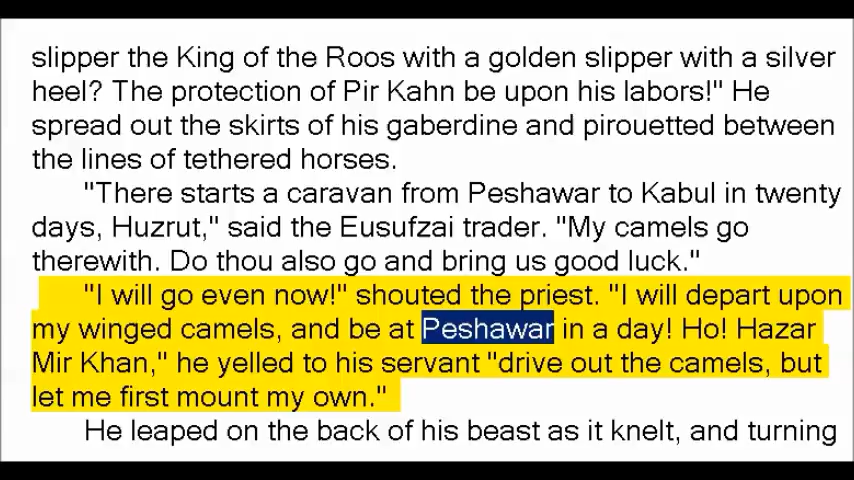 slipper the King of the Roos with a golden slipper with a silver
heel? The protection of Pir Kahn be upon his labors!" He
spread out the skirts of his gaberdine and pirouetted between
the lines of tethered horses.
"There starts a caravan from Peshawar to Kabul in twenty
days, Huzrut," said the Eusufzai trader. "My camels go
therewith. Do thou also go and bring us good luck."
"I will go even now!" shouted the priest. "I will depart upon
my winged camels, and be at Peshawar in a day! Ho! Hazar
Mir Khan," he yelled to his servant "drive out the camels, but
let me first mount my own."
He leaped on the back of his beast as it knelt, and turning